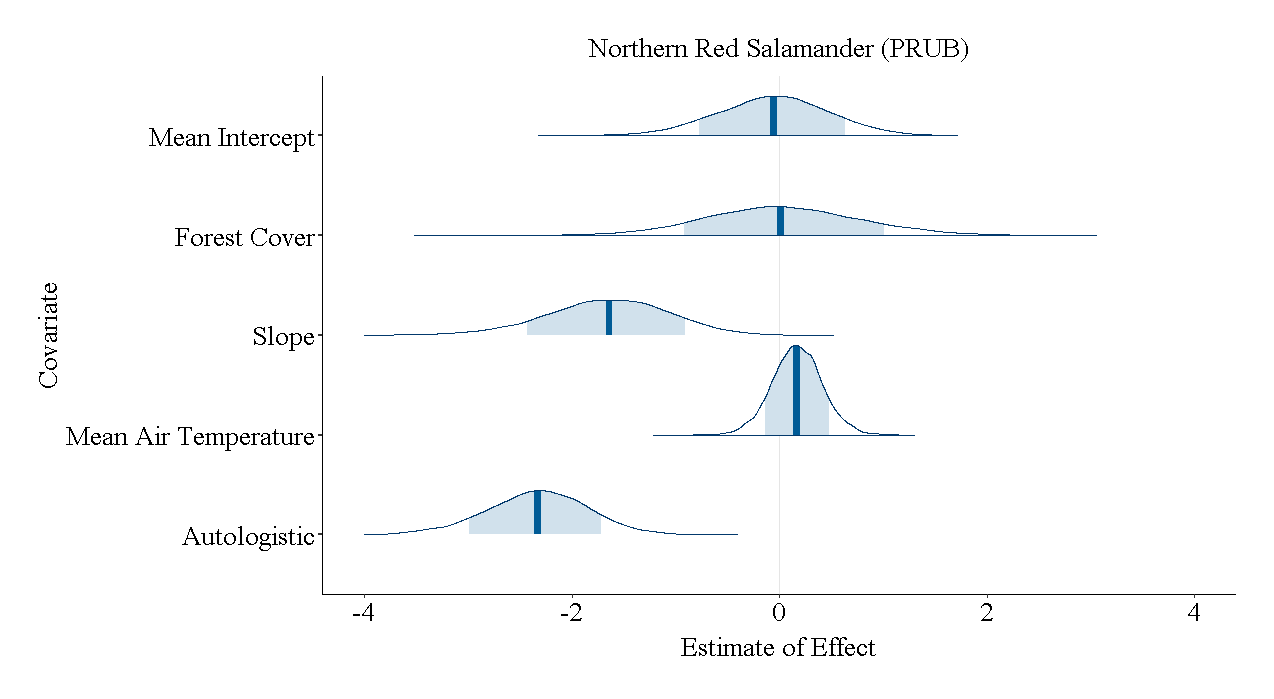 Northern Red Salamander (PRUB)
Mean Intercept
Forest Cover
Slope
Mean Air Temperature
Autologistic
Covariate
-4 -2 0 2 4
Estimate of Effect